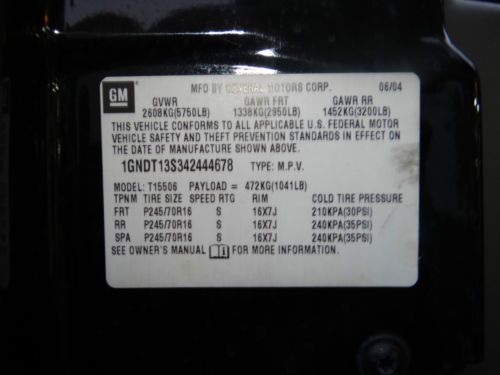 GM
MFD BY GENERAL MOTORS CORP. 06/04
GVWR GAWR FRT GAWR RR
2608KG(5750LB) 1338KG(2950LB) 1452KG(3200LB)
THIS VEHICLE CONFORMS TO ALL APPLICABLE U.S. FEDERAL MOTOR
VEHICLE SAFETY AND THEFT PREVENTION STANDARDS IN EFFECT ON
THE DATE OF MANUFACTURE SHOWN ABOVE.
1GNDT13S342444678 TYPE: M.P.V.
MODEL: T15506 PAYLOAD = 472KG(1041LB)
TPNM TIRE SIZE SPEED RTG RIM COLD TIRE PRESSURE
FRT P245/70R16 S 16X7J 210KPA(30PSI)
RR P245/70R16 S 16X7J 240KPA(35PSI)
SPA P245/70R16 S 16X7J 240KPA(35PSI)
SEE OWNER'S MANUAL FOR MORE INFORMATION.